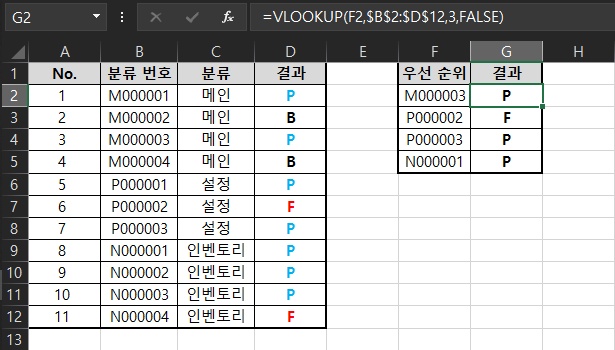 G2 fx =VLOOKUP(F2,$B$2:$D$12,3,FALSE)
A B C D E F G H
1 No. 분류 번호 분류 결과 우선 순위 결과
2 1 M000001 메인 P M000003 P
3 2 M000002 메인 B P000002 F
4 3 M000003 메인 P P000003 P
5 4 M000004 메인 B N000001 P
6 5 P000001 설정 P
7 6 P000002 설정 F
8 7 P000003 설정 P
9 8 N000001 인벤토리 P
10 9 N000002 인벤토리 P
11 10 N000003 인벤토리 P
12 11 N000004 인벤토리 F
13